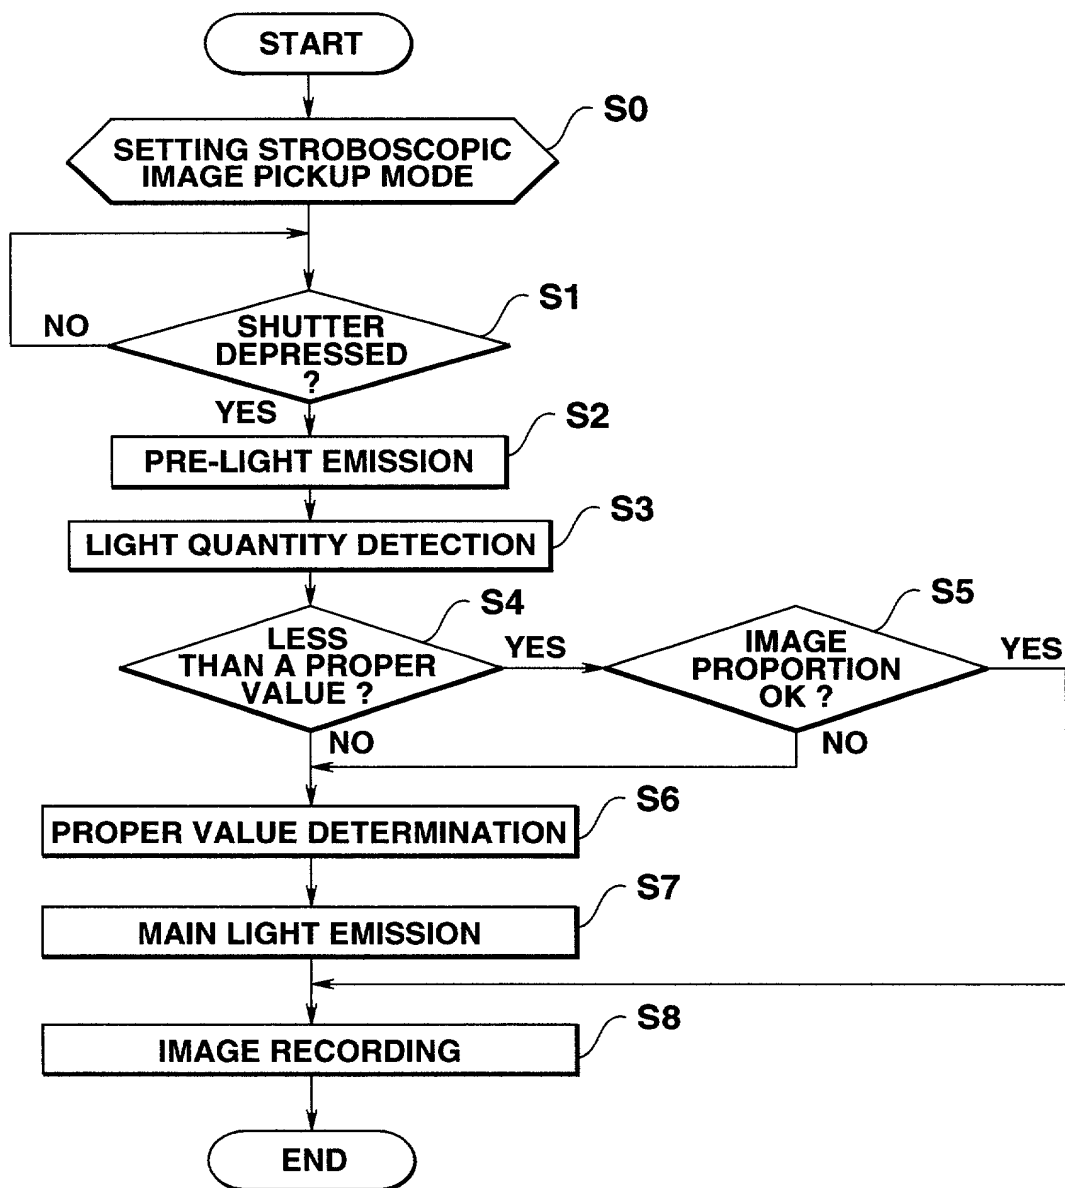 START
S0
SETTING STROBOSCOPIC
IMAGE PICKUP MODE
S1
NO
SHUTTER
DEPRESSED
?
YES
S2
PRE-LIGHT EMISSION
S3
LIGHT QUANTITY DETECTION
S4
LESS
THAN A PROPER
VALUE ?
YES
NO
S5
IMAGE
PROPORTION
OK ?
YES
NO
S6
PROPER VALUE DETERMINATION
S7
MAIN LIGHT EMISSION
S8
IMAGE RECORDING
END